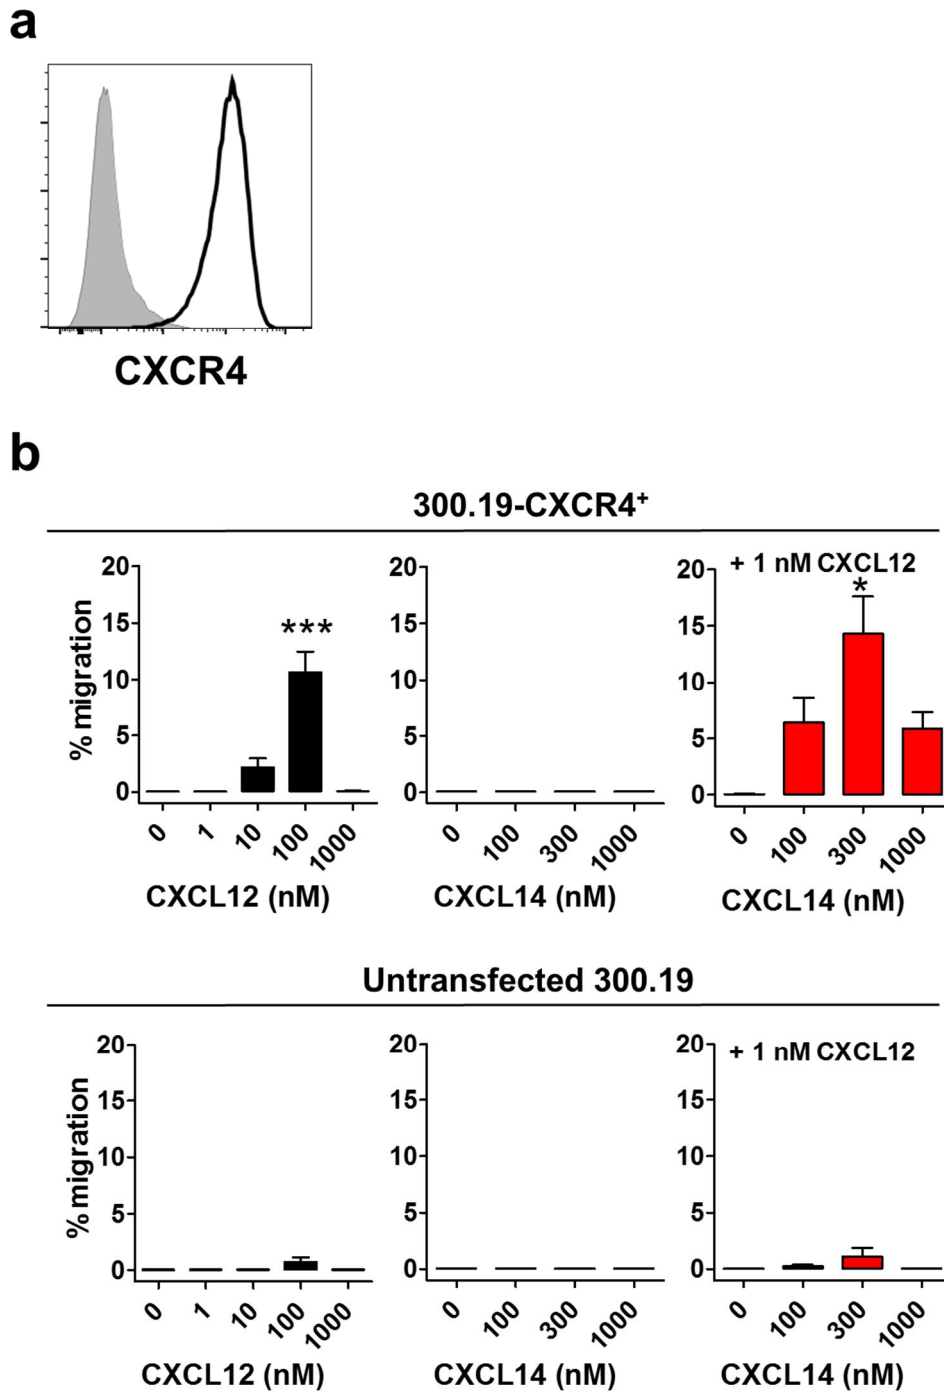 a
CXCR4
b
300.19-CXCR4⁺
% migration
20
15
10
5
0
***
0 1 10 100 1000
CXCL12 (nM)
20
15
10
5
0
0 100 300 1000
CXCL14 (nM)
+ 1 nM CXCL12
20
15
10
5
0
*
0 100 300 1000
CXCL14 (nM)
Untransfected 300.19
% migration
20
15
10
5
0
0 1 10 100 1000
CXCL12 (nM)
20
15
10
5
0
0 100 300 1000
CXCL14 (nM)
+ 1 nM CXCL12
20
15
10
5
0
0 100 300 1000
CXCL14 (nM)